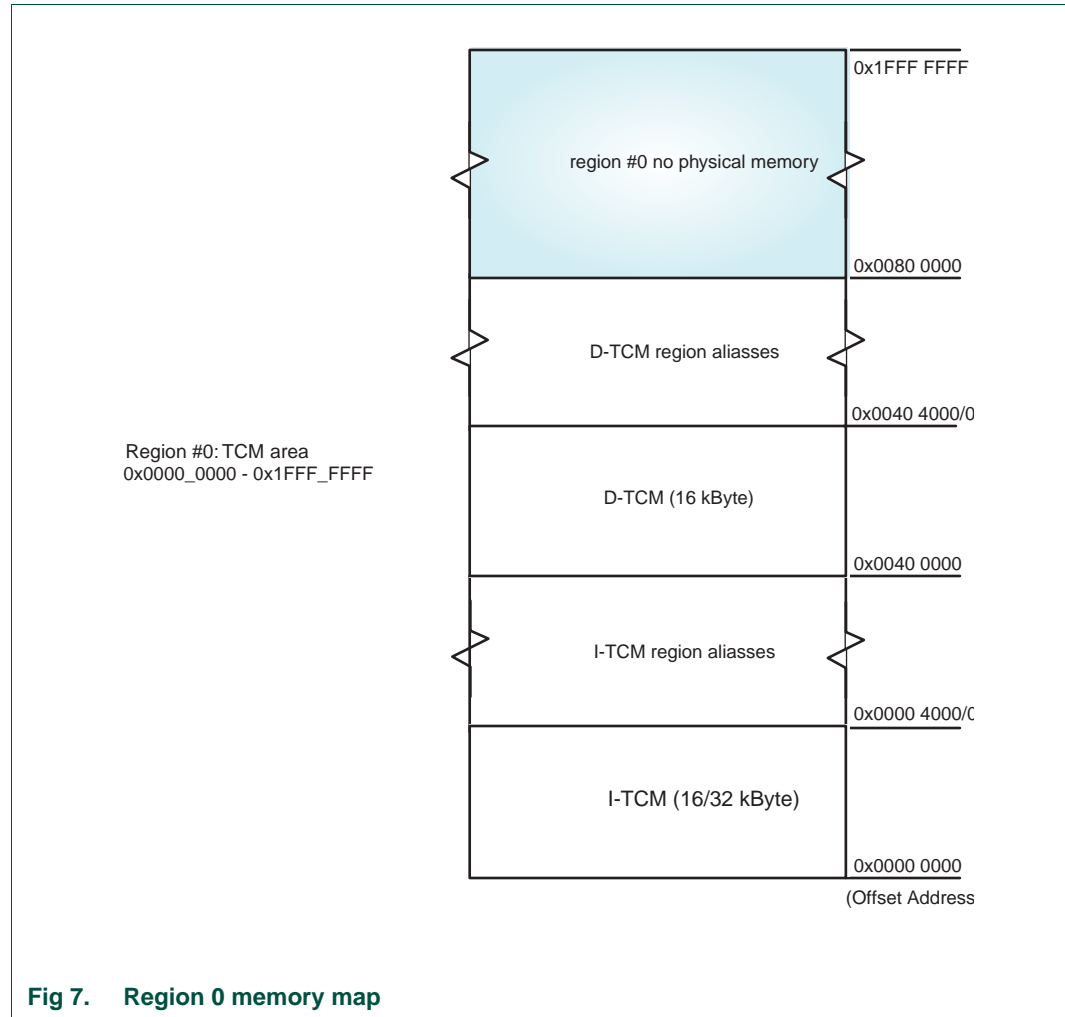 0x1FFF FFFF
region #0 no physical memory
0x0080 0000
D-TCM region aliasses
0x0040 4000/0
Region #0: TCM area
0x0000_0000 - 0x1FFF_FFFF
D-TCM (16 kByte)
0x0040 0000
I-TCM region aliasses
0x0000 4000/0
I-TCM (16/32 kByte)
0x0000 0000
(Offset Address
Fig 7. Region 0 memory map